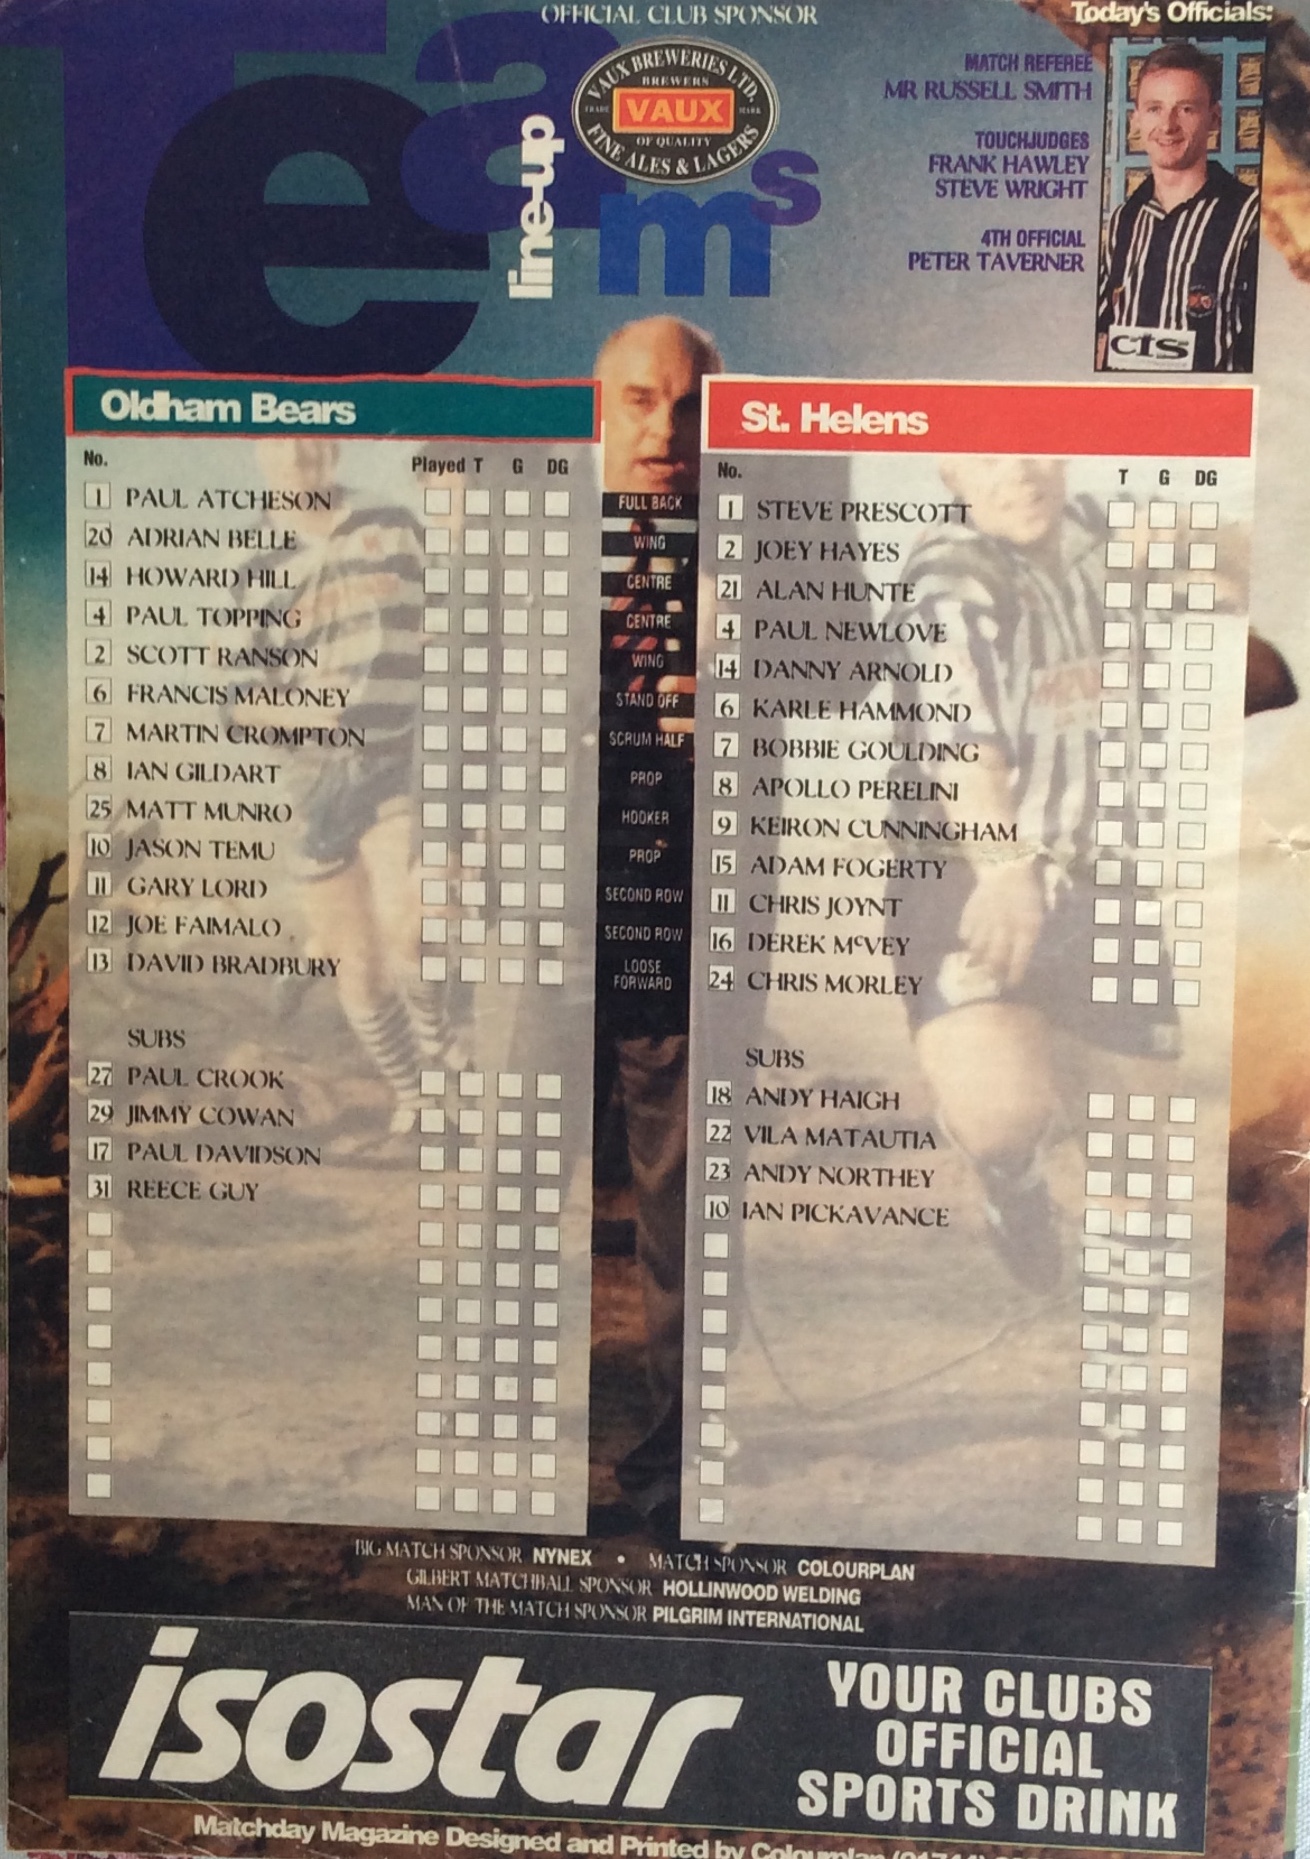 OFFICIAL CLUB SPONSOR
VAUX BREWERIES LTD.
BREWERS
TRADE VAUX MARK
OF QUALITY
FINE ALES & LAGERS
Teams
line-up
Today's Officials:
MATCH REFEREE
MR RUSSELL SMITH
TOUCHJUDGES
FRANK HAWLEY
STEVE WRIGHT
4TH OFFICIAL
PETER TAVERNER
cis
Oldham Bears
No. Played T G DG
1 PAUL ATCHESON
20 ADRIAN BELLE
14 HOWARD HILL
4 PAUL TOPPING
2 SCOTT RANSON
6 FRANCIS MALONEY
7 MARTIN CROMPTON
8 IAN GILDART
25 MATT MUNRO
10 JASON TEMU
11 GARY LORD
12 JOE FAIMALO
13 DAVID BRADBURY
SUBS
27 PAUL CROOK
29 JIMMY COWAN
17 PAUL DAVIDSON
31 REECE GUY
FULL BACK
WING
CENTRE
CENTRE
WING
STAND OFF
SCRUM HALF
PROP
HOOKER
PROP
SECOND ROW
SECOND ROW
LOOSE
FORWARD
St. Helens
No. T G DG
1 STEVE PRESCOTT
2 JOEY HAYES
21 ALAN HUNTE
4 PAUL NEWLOVE
14 DANNY ARNOLD
6 KARLE HAMMOND
7 BOBBIE GOULDING
8 APOLLO PERELINI
9 KEIRON CUNNINGHAM
15 ADAM FOGERTY
11 CHRIS JOYNT
16 DEREK McVEY
24 CHRIS MORLEY
SUBS
18 ANDY HAIGH
22 VILA MATAUTIA
23 ANDY NORTHEY
10 IAN PICKAVANCE
BIG MATCH SPONSOR NYNEX • MATCH SPONSOR COLOURPLAN
GILBERT MATCHBALL SPONSOR HOLLINWOOD WELDING
MAN OF THE MATCH SPONSOR PILGRIM INTERNATIONAL
isostar
YOUR CLUBS
OFFICIAL
SPORTS DRINK
Matchday Magazine Designed and Printed by Colourplan (01744)